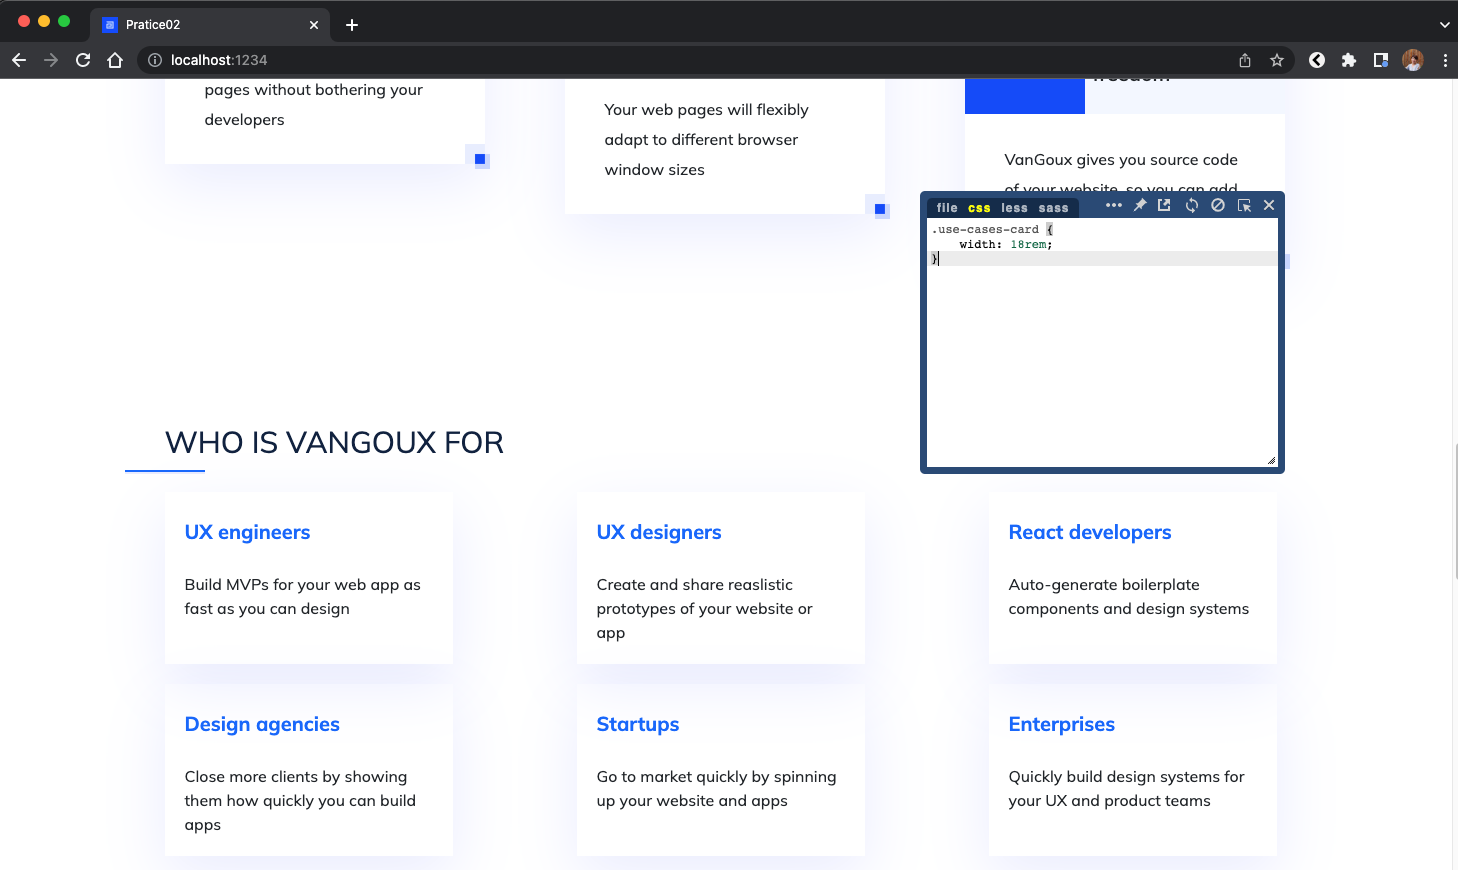 Pratice02
localhost:1234
pages without bothering your
developers
Your web pages will flexibly
adapt to different browser
window sizes
freedom
VanGoux gives you source code
of your website, so you can add
file css less sass
.use-cases-card {
width: 18rem;
}
WHO IS VANGOUX FOR
UX engineers
Build MVPs for your web app as
fast as you can design
UX designers
Create and share reaslistic
prototypes of your website or
app
React developers
Auto-generate boilerplate
components and design systems
Design agencies
Close more clients by showing
them how quickly you can build
apps
Startups
Go to market quickly by spinning
up your website and apps
Enterprises
Quickly build design systems for
your UX and product teams